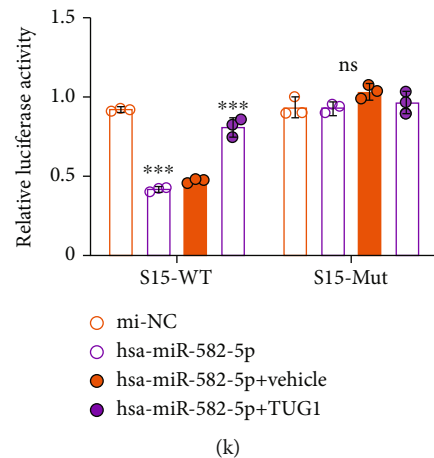 1.5
1.0
0.5
0
Relative luciferase activity
***
***
ns
S15-WT
S15-Mut
mi-NC
hsa-miR-582-5p
hsa-miR-582-5p+vehicle
hsa-miR-582-5p+TUG1
(k)